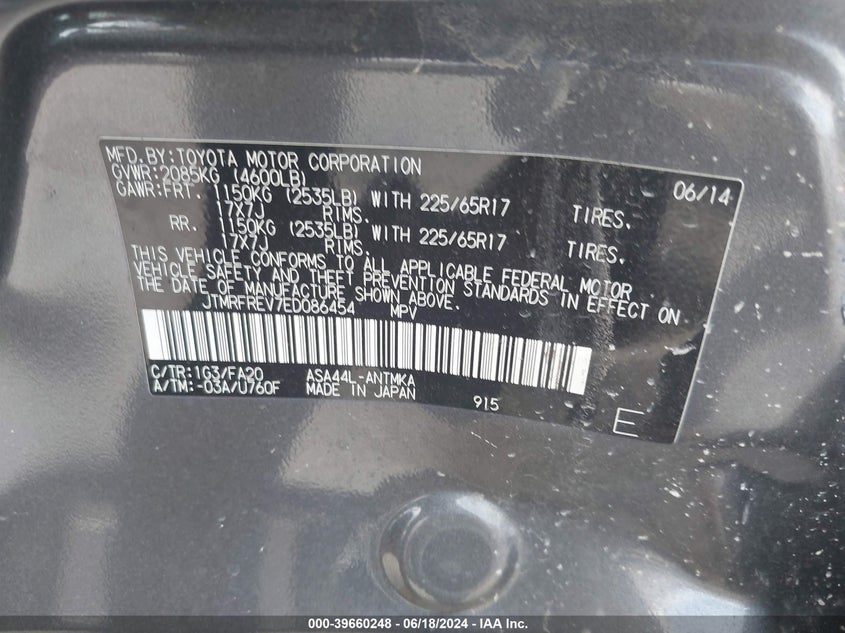 MFD.BY:TOYOTA MOTOR CORPORATION 06/14
GVWR:2085KG (4600LB)
GAWR:FRT. 1150KG (2535LB) WITH 225/65R17 TIRES.
17X7J RIMS.
RR. 1150KG (2535LB) WITH 225/65R17 TIRES.
17X7J RIMS.
THIS VEHICLE CONFORMS TO ALL APPLICABLE FEDERAL MOTOR
VEHICLE SAFETY AND THEFT PREVENTION STANDARDS IN EFFECT ON
THE DATE OF MANUFACTURE SHOWN ABOVE.
JTMRFREV7ED086454 MPV
C/TR:1G3/FA20 ASA44L-ANTMKA
A/TM:-03A/U760F MADE IN JAPAN 915
E
000-39660248 - 06/18/2024 - IAA Inc.